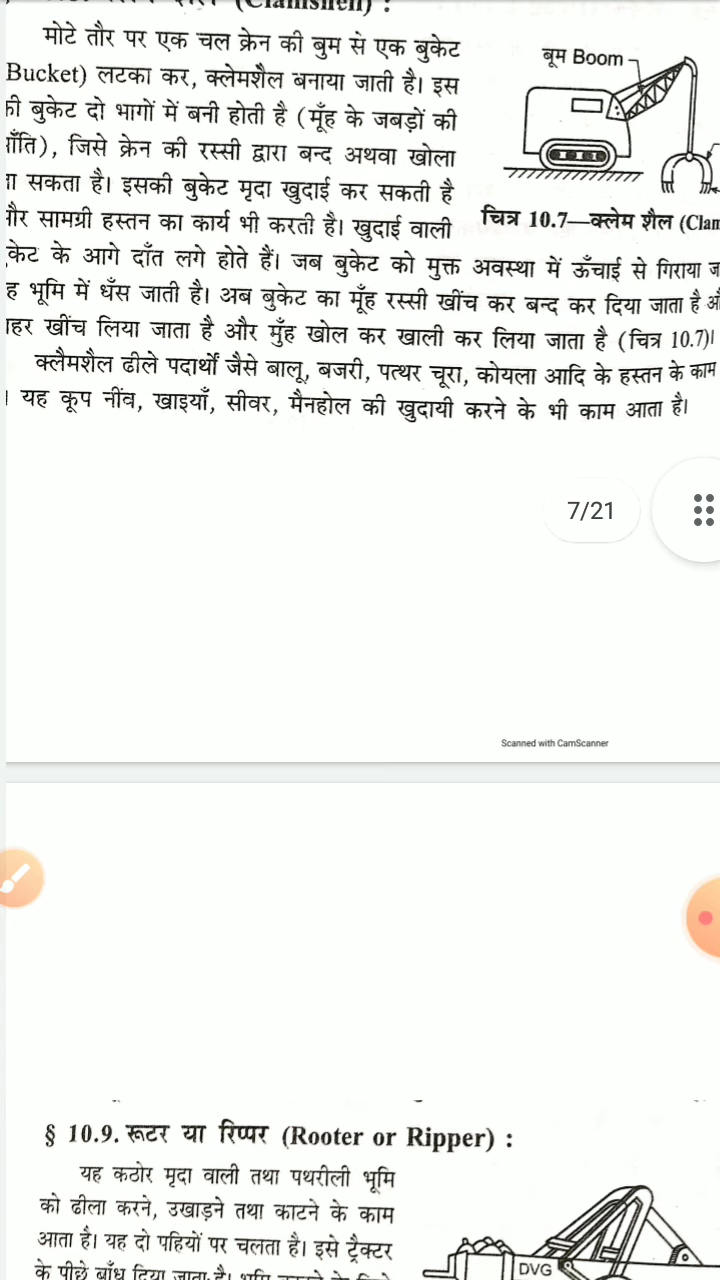 (Clamshell) :
मोटे तौर पर एक चल क्रेन की बुम से एक बुकेट
Bucket) लटका कर, क्लेमशैल बनाया जाती है। इस
की बुकेट दो भागों में बनी होती है (मूँह के जबड़ों की
भाँति), जिसे क्रेन की रस्सी द्वारा बन्द अथवा खोला
सकता है। इसकी बुकेट मृदा खुदाई कर सकती है
और सामग्री हस्तन का कार्य भी करती है। खुदाई वाली
बूम Boom
चित्र 10.7—क्लेम शैल (Clam
केट के आगे दाँत लगे होते हैं। जब बुकेट को मुक्त अवस्था में ऊँचाई से गिराया ज
ह भूमि में धँस जाती है। अब बुकेट का मूँह रस्सी खींच कर बन्द कर दिया जाता है औ
हर खींच लिया जाता है और मुँह खोल कर खाली कर लिया जाता है (चित्र 10.7)।
क्लैमशैल ढीले पदार्थों जैसे बालू, बजरी, पत्थर चूरा, कोयला आदि के हस्तन के काम
। यह कूप नींव, खाइयाँ, सीवर, मैनहोल की खुदायी करने के भी काम आता है।
7/21
Scanned with CamScanner
§ 10.9. रूटर या रिप्पर (Rooter or Ripper) :
यह कठोर मृदा वाली तथा पथरीली भूमि
को ढीला करने, उखाड़ने तथा काटने के काम
आता है। यह दो पहियों पर चलता है। इसे ट्रैक्टर
के पीछे बाँध दिया जाता है।
DVG